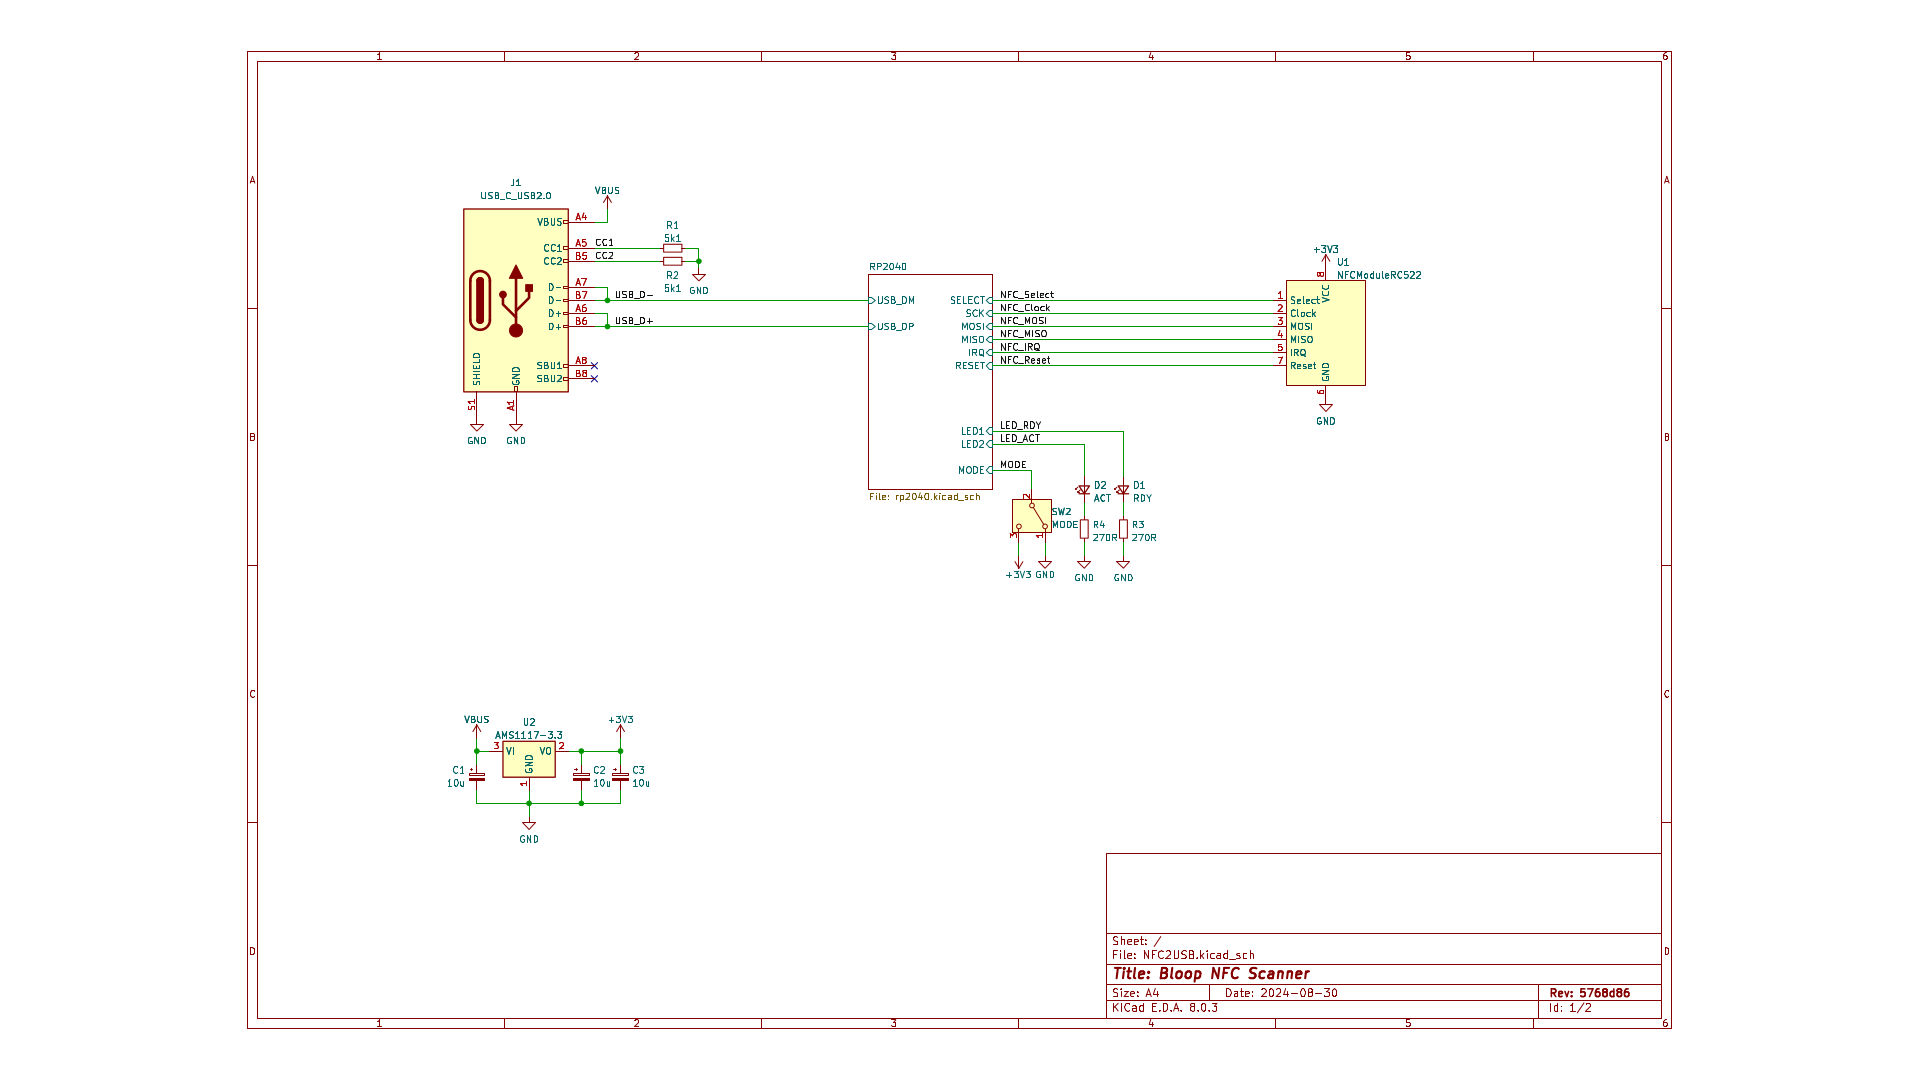 1 2 3 4 5 6
A A
B B
C C
D D
J1
USB_C_USB2.0
VBUS
VBUS A4
CC1 A5 CC1
CC2 B5 CC2
D- A7
D- B7 USB_D-
D+ A6
D+ B6 USB_D+
SBU1 A8
SBU2 B8
SHIELD GND
S1 A1
GND GND
R1
5k1
R2
5k1
GND
RP2040
USB_DM
USB_DP
SELECT NFC_Select
SCK NFC_Clock
MOSI NFC_MOSI
MISO NFC_MISO
IRQ NFC_IRQ
RESET NFC_Reset
LED1 LED_RDY
LED2 LED_ACT
MODE MODE
File: rp2040.kicad_sch
+3V3
U1
NFCModuleRC522
8
VCC
1 Select
2 Clock
3 MOSI
4 MISO
5 IRQ
7 Reset
GND
6
GND
2
SW2
MODE
3 1
+3V3 GND
D2
ACT
R4
270R
GND
D1
RDY
R3
270R
GND
VBUS
U2
AMS1117-3.3
+3V3
3 VI VO 2
GND
1
C1
10u
C2
10u
C3
10u
GND
Sheet: /
File: NFC2USB.kicad_sch
Title: Bloop NFC Scanner
Size: A4 Date: 2024-08-30 Rev: 5768d86
KiCad E.D.A. 8.0.3 Id: 1/2
1 2 3 4 5 6